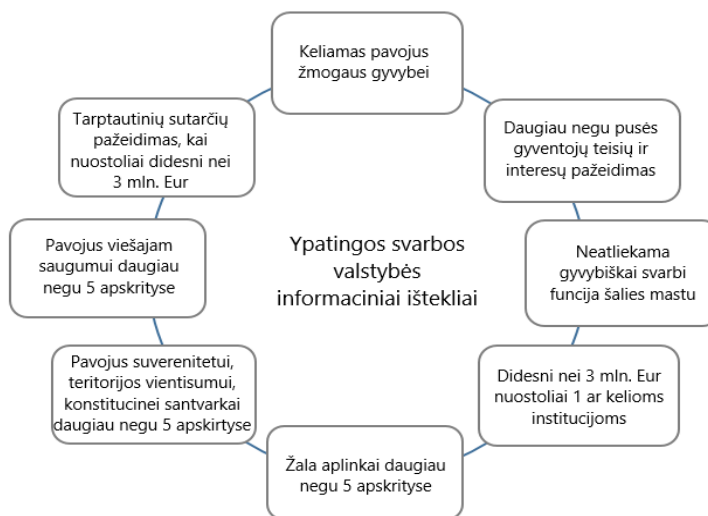 Keliamas pavojus
žmogaus gyvybei
Daugiau negu pusės
gyventojų teisių ir
interesų pažeidimas
Neatliekama
gyvybiškai svarbi
funcija šalies mastu
Didesni nei 3 mln. Eur
nuostoliai 1 ar kelioms
institucijoms
Žala aplinkai daugiau
negu 5 apskrityse
Pavojus suverenitetui,
teritorijos vientisumui,
konstitucinei santvarkai
daugiau negu 5 apskirtyse
Pavojus viešajam
saugumui daugiau
negu 5 apskrityse
Tarptautinių sutarčių
pažeidimas, kai
nuostoliai didesni nei
3 mln. Eur
Ypatingos svarbos
valstybės
informaciniai ištekliai